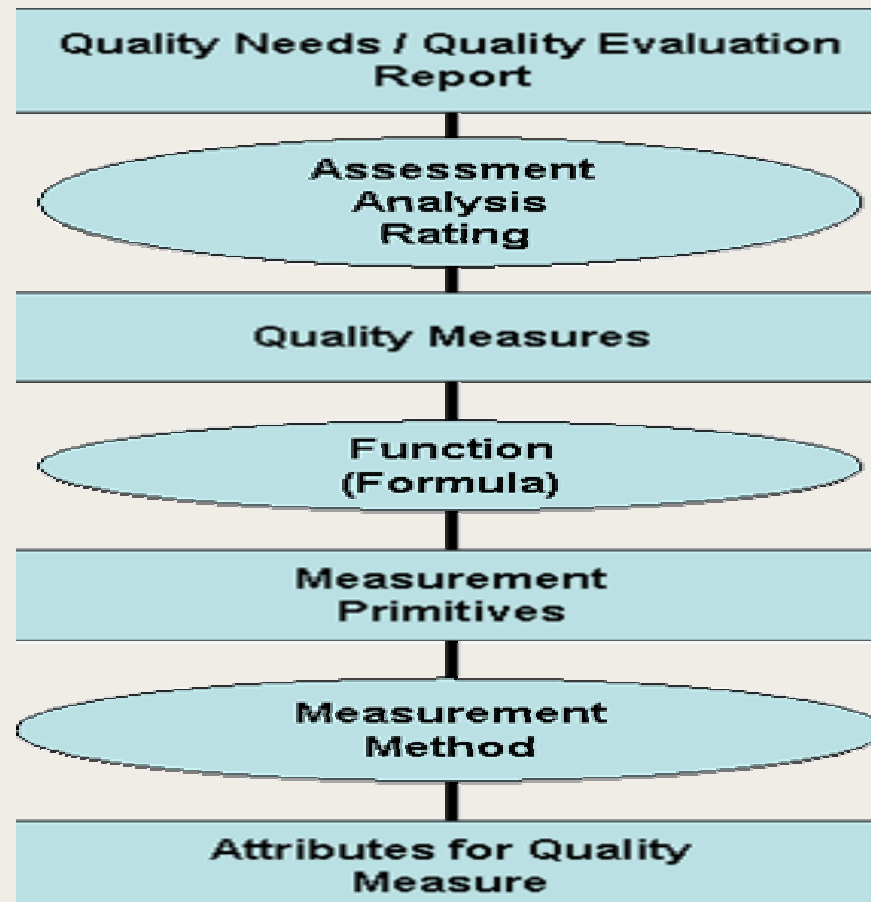 Quality Needs / Quality Evaluation
Report
Assessment
Analysis
Rating
Quality Measures
Function
(Formula)
Measurement
Primitives
Measurement
Method
Attributes for Quality
Measure